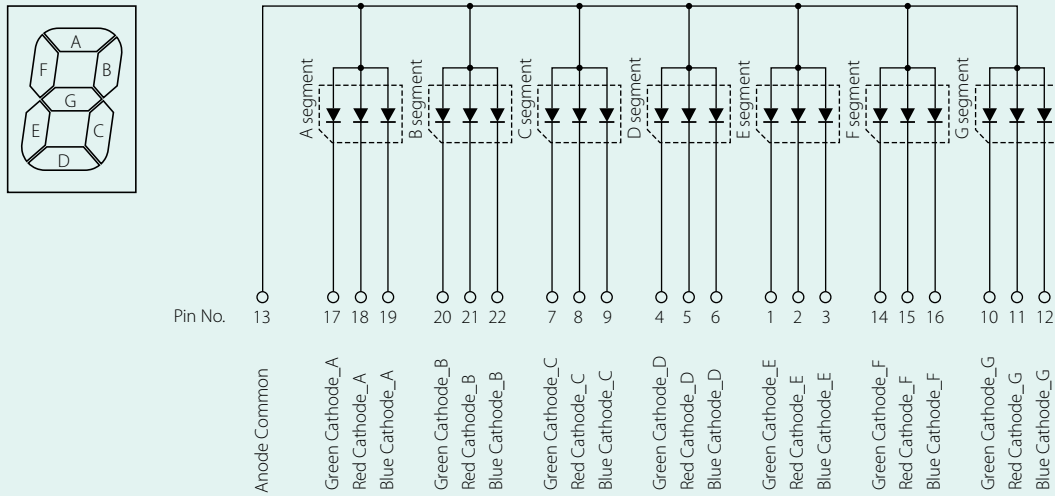 A
F
B
G
E
C
D
A segment
B segment
C segment
D segment
E segment
F segment
G segment
Pin No.
13
17 18 19
20 21 22
7 8 9
4 5 6
1 2 3
14 15 16
10 11 12
Anode Common
Green Cathode_A
Red Cathode_A
Blue Cathode_A
Green Cathode_B
Red Cathode_B
Blue Cathode_B
Green Cathode_C
Red Cathode_C
Blue Cathode_C
Green Cathode_D
Red Cathode_D
Blue Cathode_D
Green Cathode_E
Red Cathode_E
Blue Cathode_E
Green Cathode_F
Red Cathode_F
Blue Cathode_F
Green Cathode_G
Red Cathode_G
Blue Cathode_G